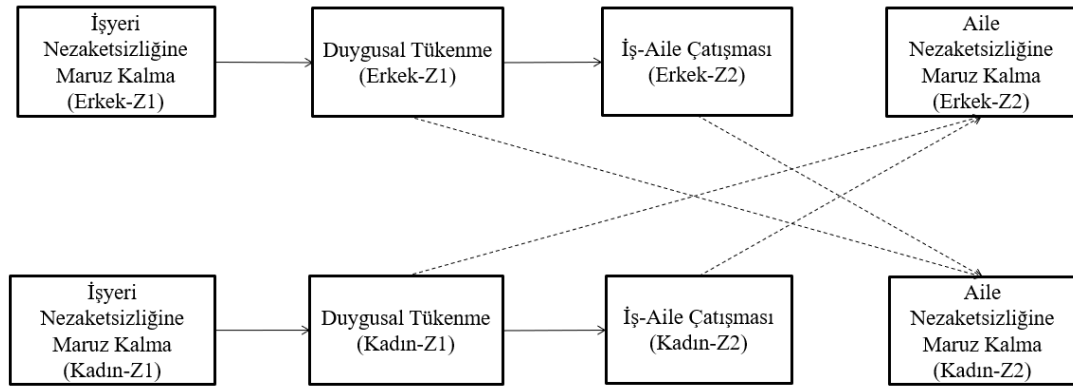 İşyeri
Nezaketsizliğine
Maruz Kalma
(Erkek-Z1)
Duygusal Tükenme
(Erkek-Z1)
İş-Aile Çatışması
(Erkek-Z2)
Aile
Nezaketsizliğine
Maruz Kalma
(Erkek-Z2)
İşyeri
Nezaketsizliğine
Maruz Kalma
(Kadın-Z1)
Duygusal Tükenme
(Kadın-Z1)
İş-Aile Çatışması
(Kadın-Z2)
Aile
Nezaketsizliğine
Maruz Kalma
(Kadın-Z2)